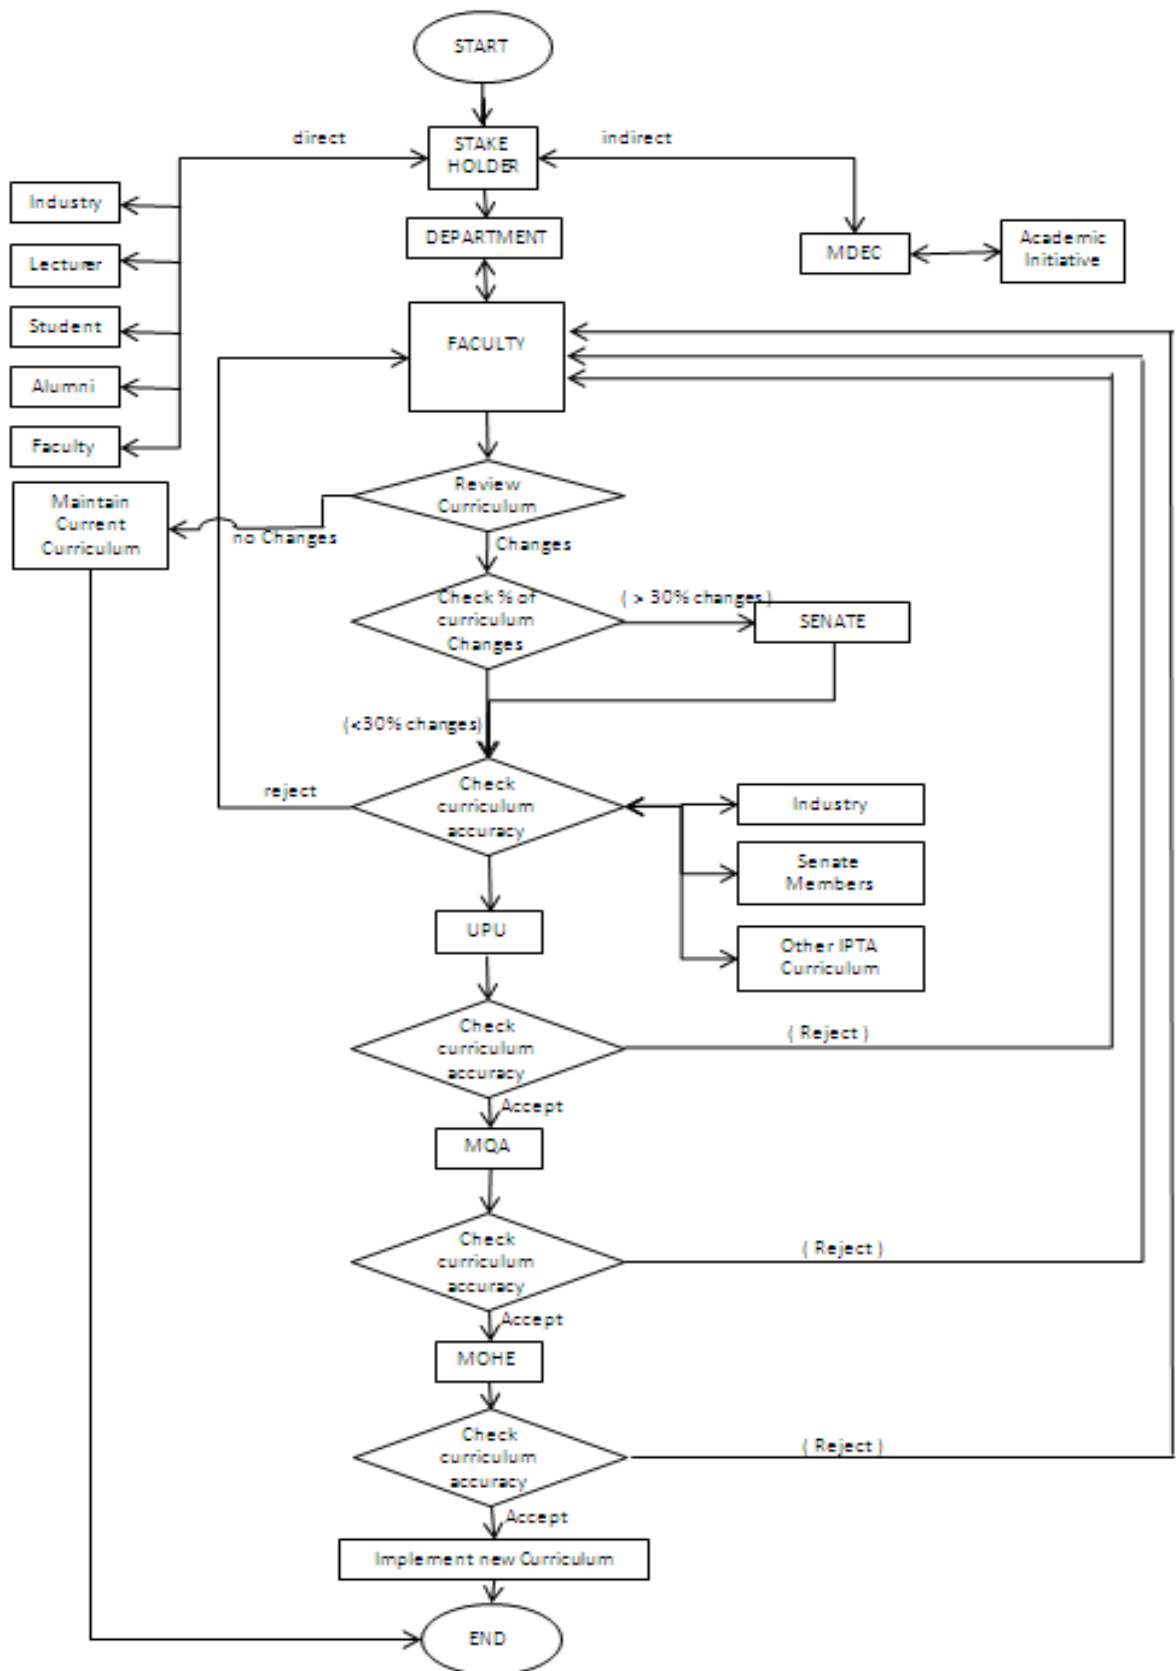 START
direct
indirect
STAKE
HOLDER
Industry
DEPARTMENT
MDEC
Academic
Initiative
Lecturer
Student
FACULTY
Alumni
Faculty
Maintain
Current
Curriculum
Review
Curriculum
no Changes
Changes
Check % of
curriculum
Changes
( > 30% changes )
SENATE
(<30% changes)
reject
Check
curriculum
accuracy
Industry
Senate
Members
UPU
Other IPTA
Curriculum
Check
curriculum
accuracy
( Reject )
Accept
MQA
Check
curriculum
accuracy
( Reject )
Accept
MOHE
Check
curriculum
accuracy
( Reject )
Accept
Implement new Curriculum
END